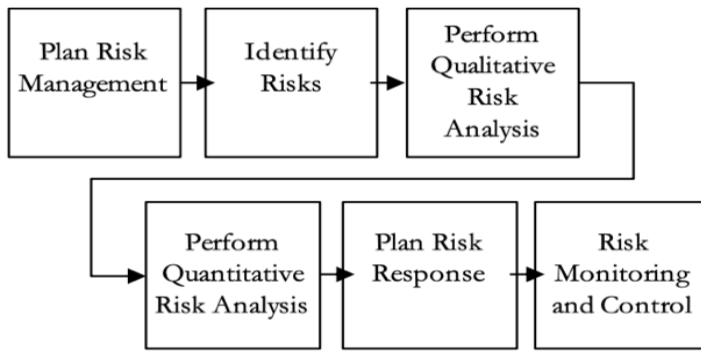 Plan Risk
Management
Identify
Risks
Perform
Qualitative
Risk
Analysis
Perform
Quantitative
Risk Analysis
Plan Risk
Response
Risk
Monitoring
and Control